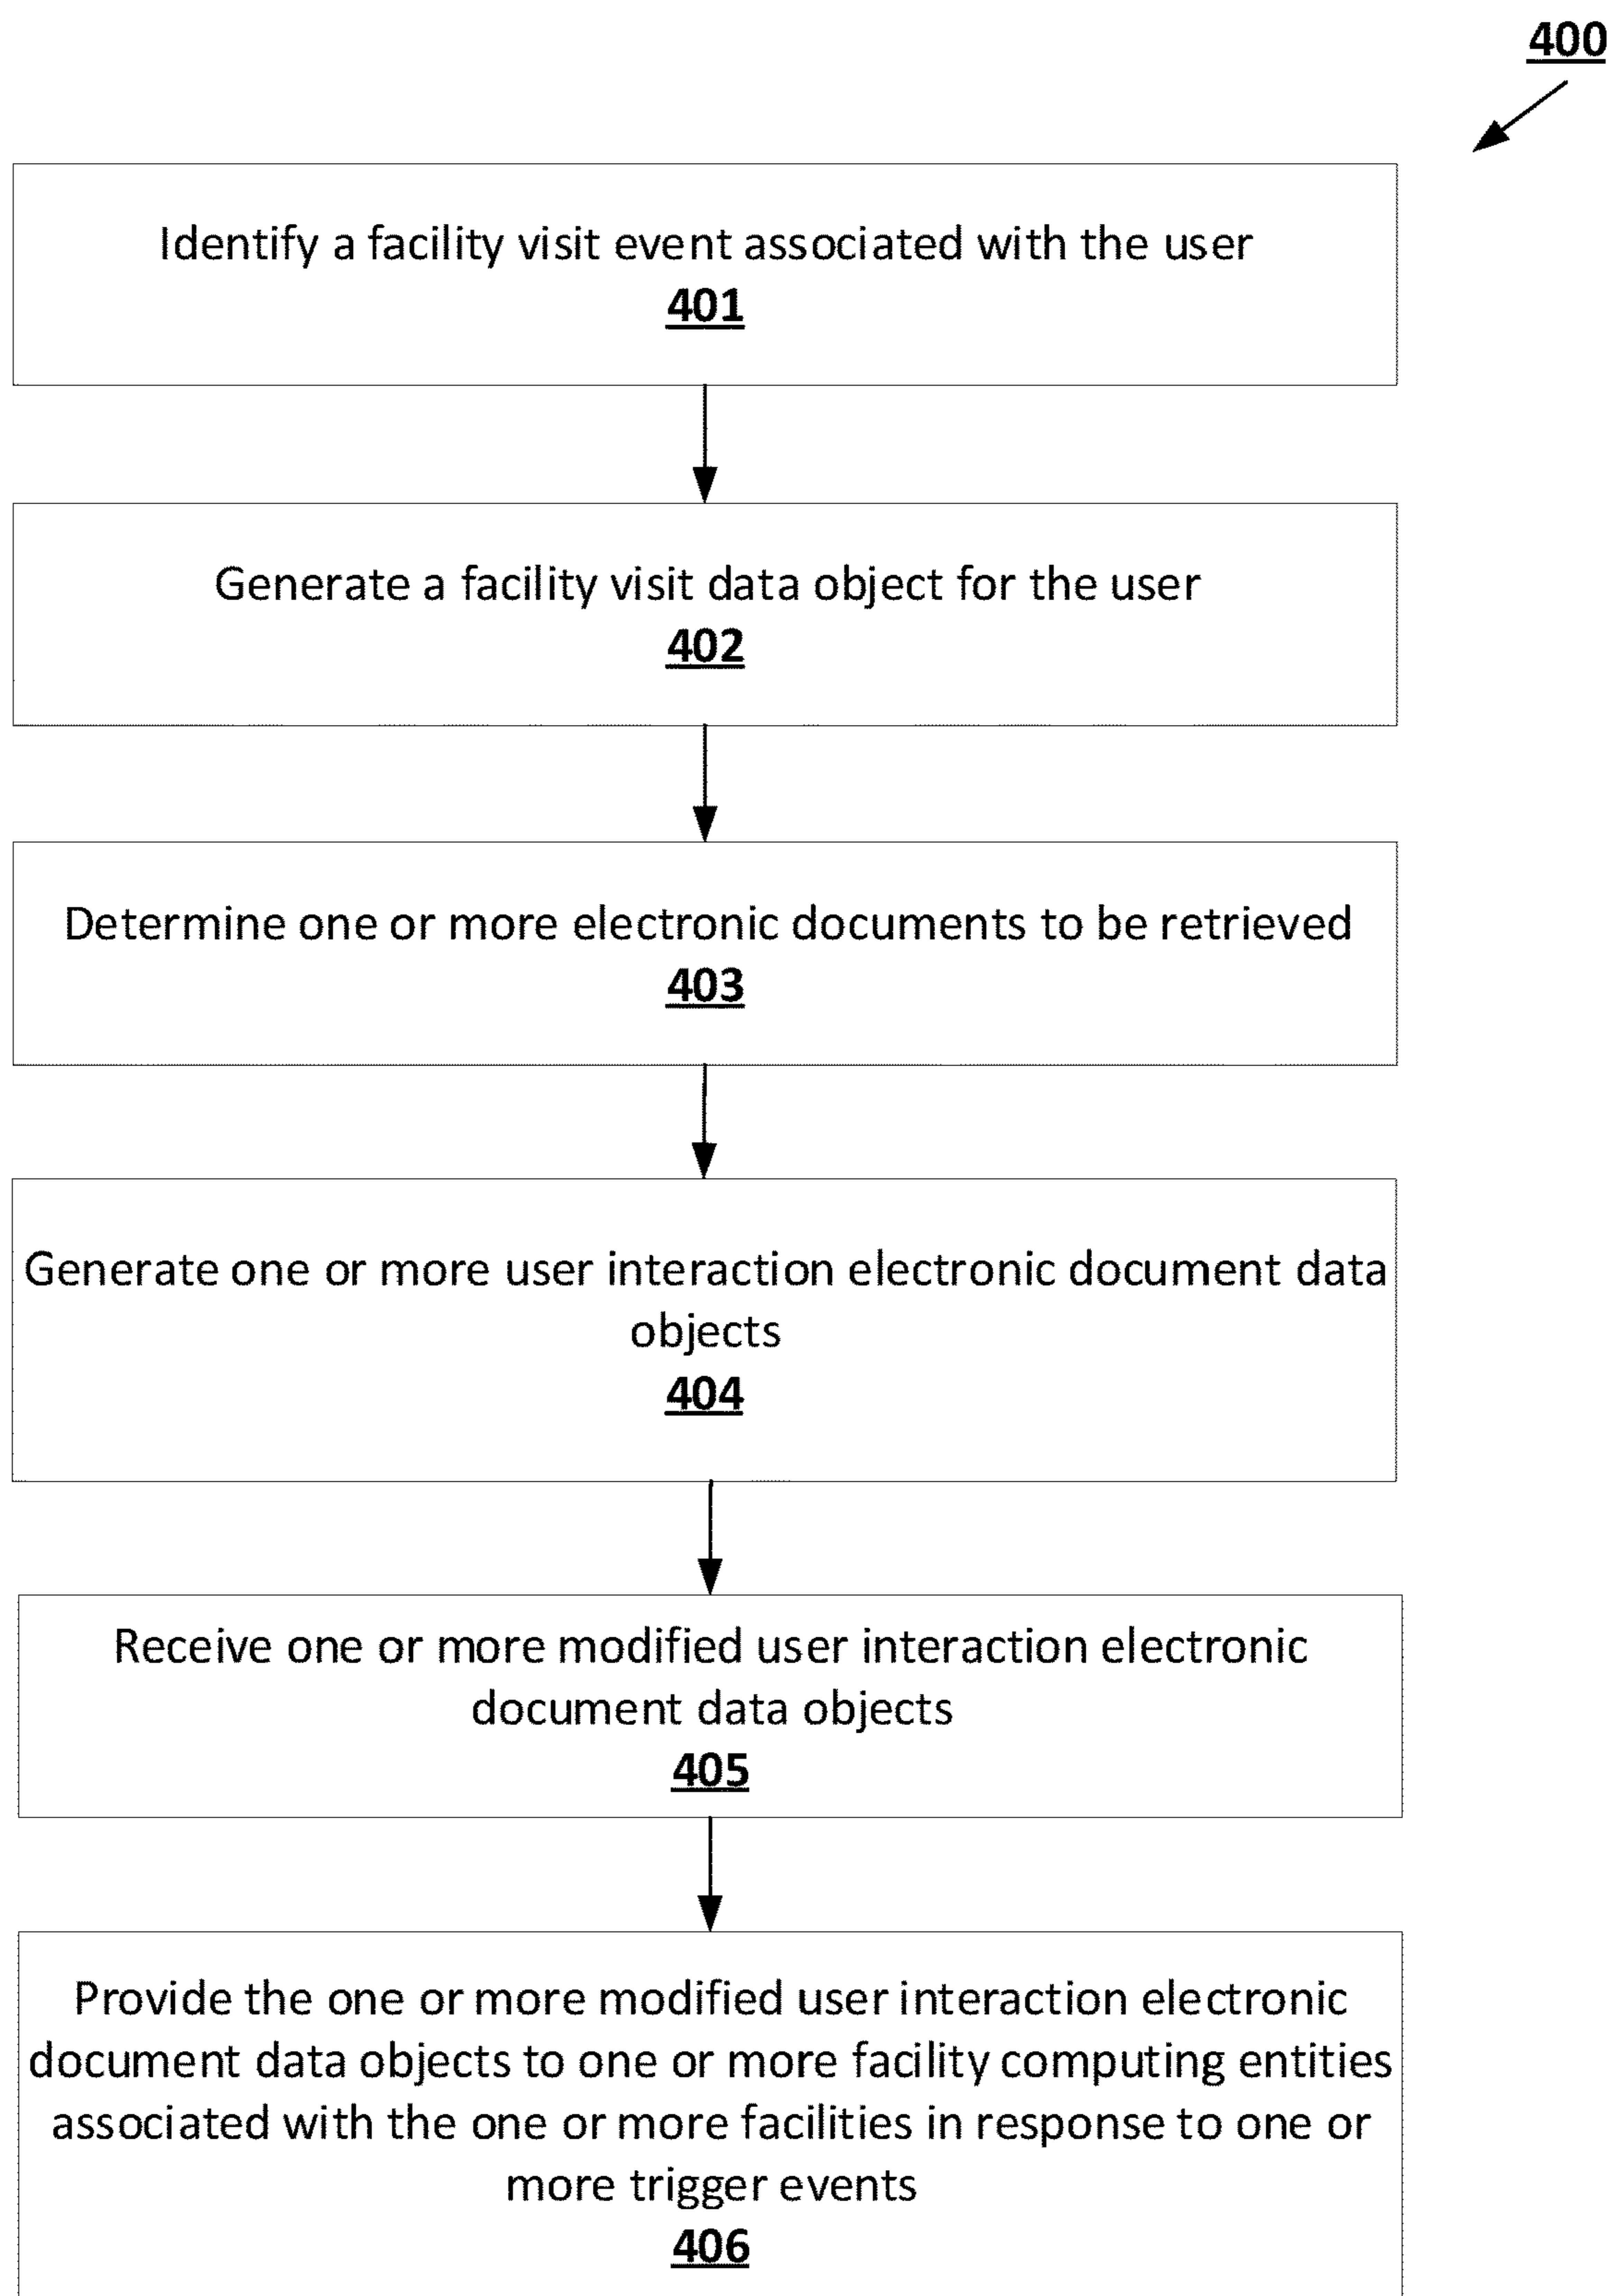 400
Identify a facility visit event associated with the user
401
Generate a facility visit data object for the user
402
Determine one or more electronic documents to be retrieved
403
Generate one or more user interaction electronic document data
objects
404
Receive one or more modified user interaction electronic
document data objects
405
Provide the one or more modified user interaction electronic
document data objects to one or more facility computing entities
associated with the one or more facilities in response to one or
more trigger events
406